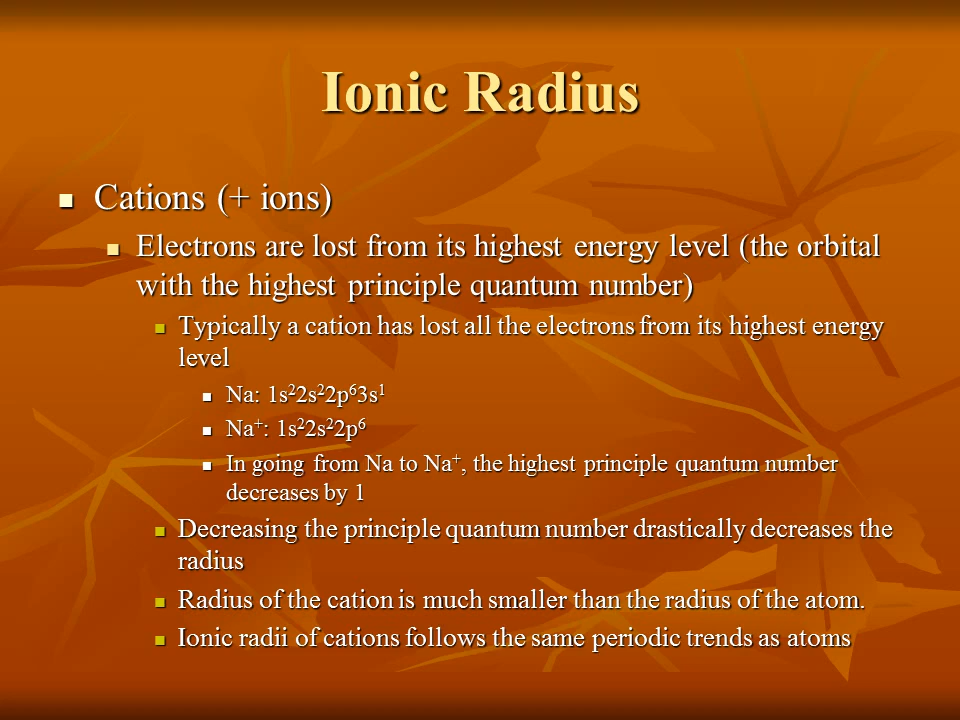 Ionic Radius
Cations (+ ions)
Electrons are lost from its highest energy level (the orbital
with the highest principle quantum number)
Typically a cation has lost all the electrons from its highest energy
level
Na: 1s²2s²2p⁶3s¹
Na⁺: 1s²2s²2p⁶
In going from Na to Na⁺, the highest principle quantum number
decreases by 1
Decreasing the principle quantum number drastically decreases the
radius
Radius of the cation is much smaller than the radius of the atom.
Ionic radii of cations follows the same periodic trends as atoms